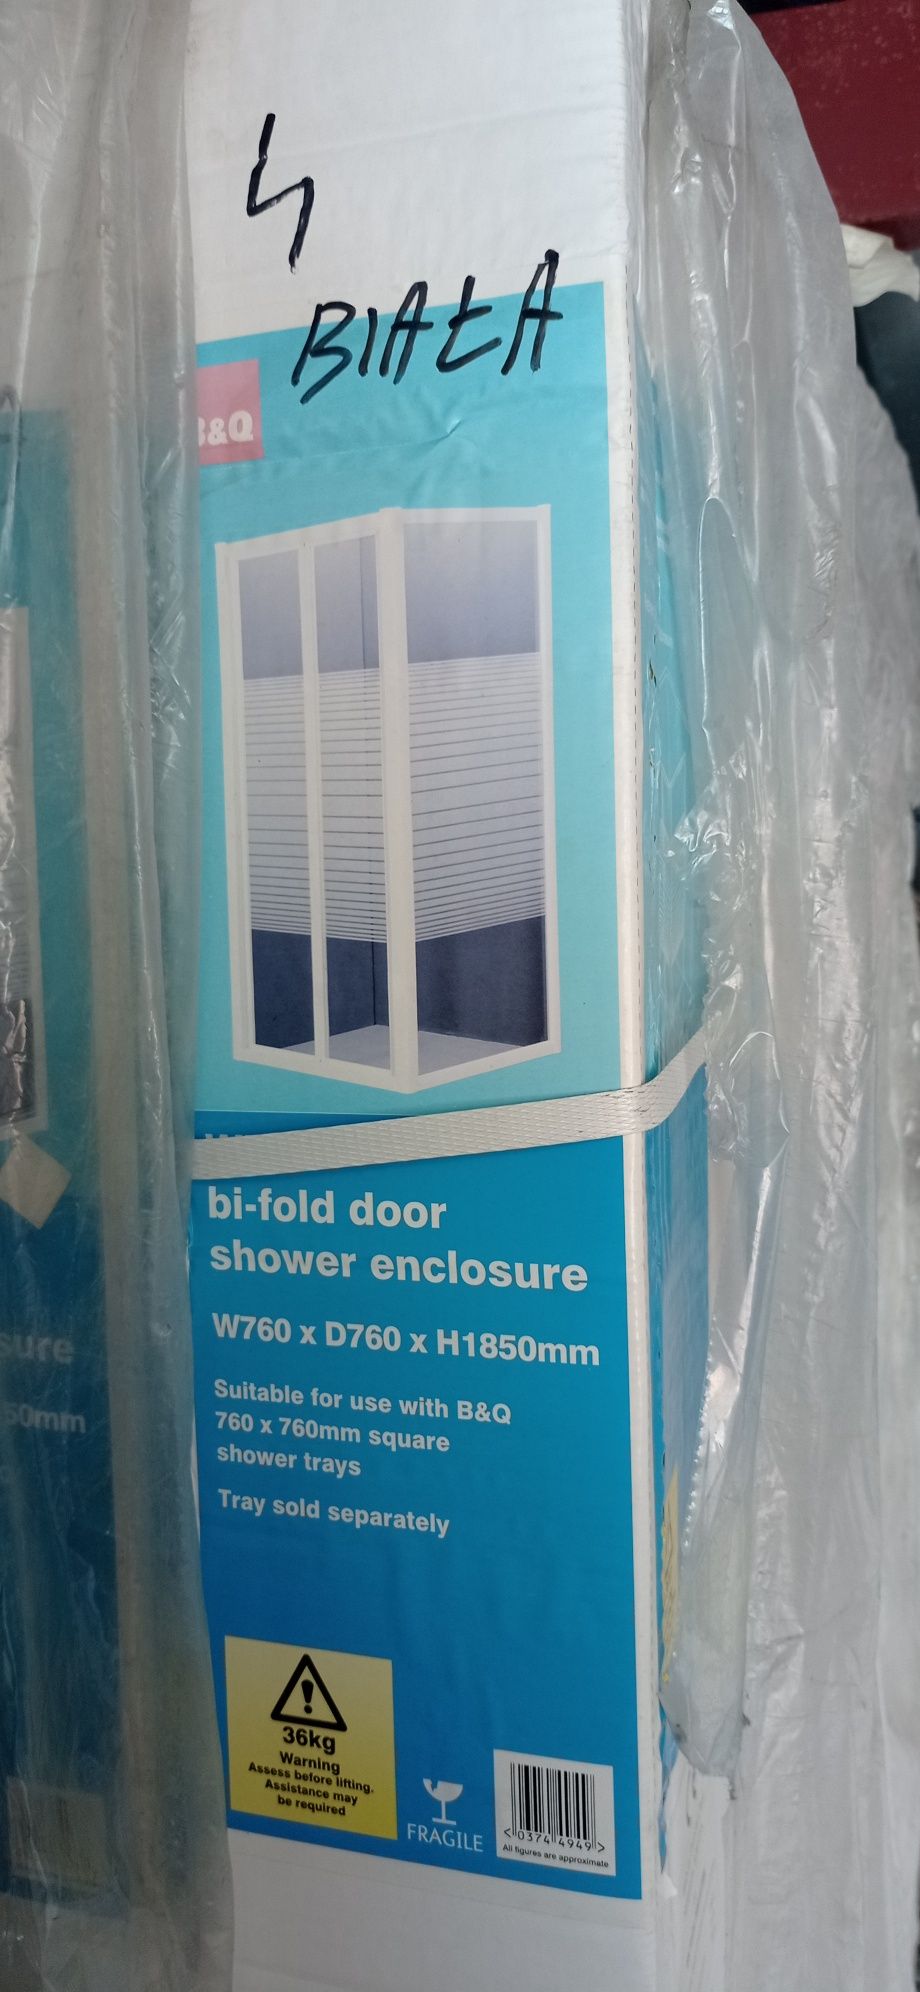 4
BIAŁA
B&Q
bi-fold door
shower enclosure
W760 x D760 x H1850mm
Suitable for use with B&Q
760 x 760mm square
shower trays
Tray sold separately
36kg
Warning
Assess before lifting.
Assistance may
be required
FRAGILE
<0374 4949>
All figures are approximate
sure
50mm